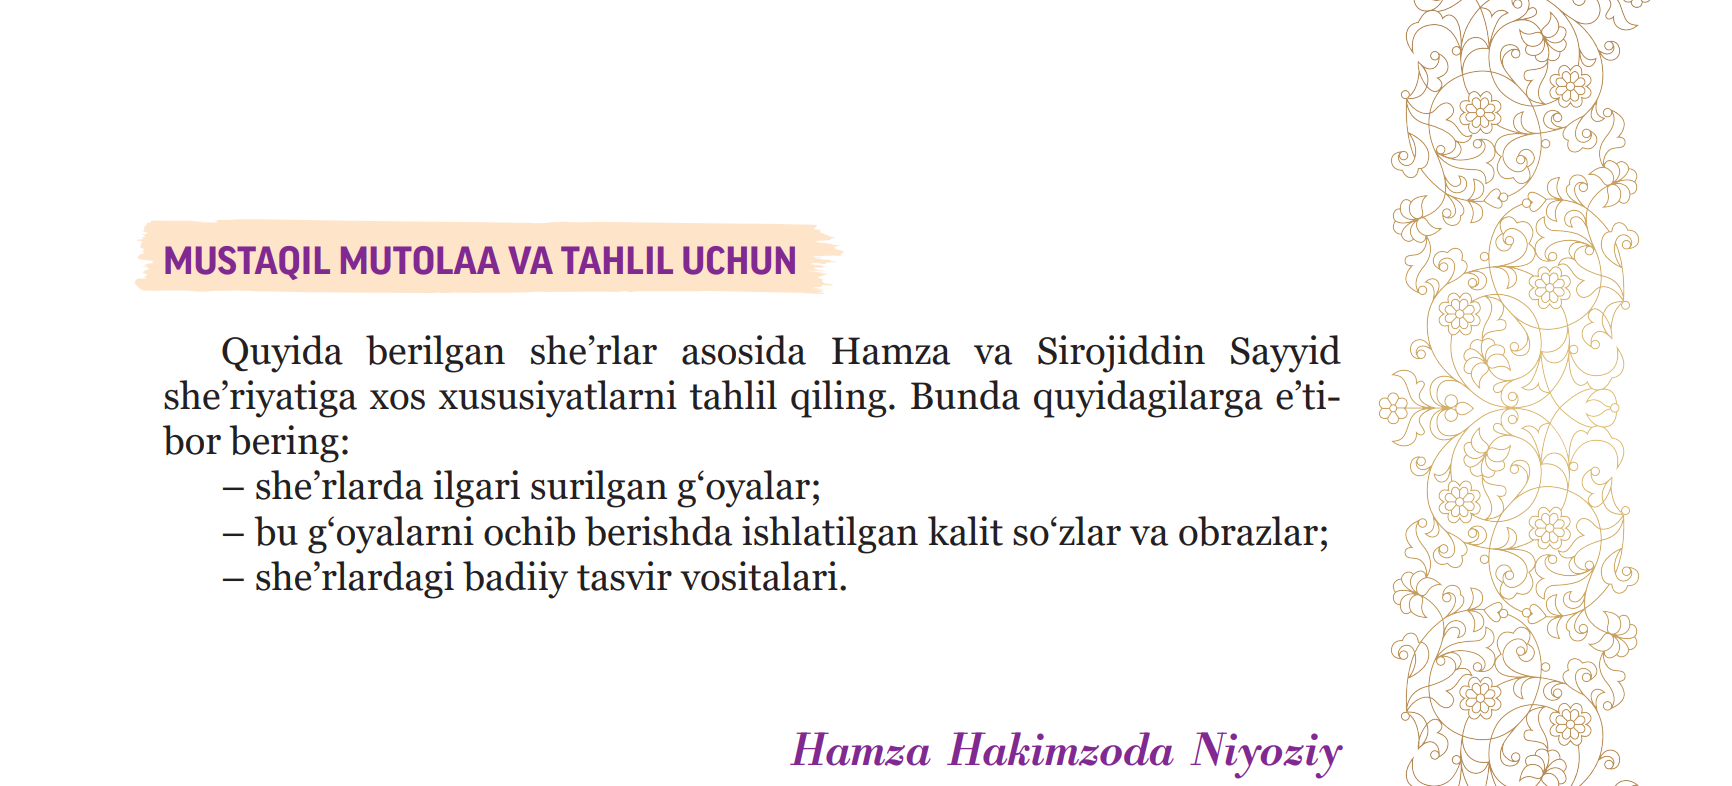 MUSTAQIL MUTOLAA VA TAHLIL UCHUN
Quyida berilgan she’rlar asosida Hamza va Sirojiddin Sayyid
she’riyatiga xos xususiyatlarni tahlil qiling. Bunda quyidagilarga e’ti-
bor bering:
– she’rlarda ilgari surilgan g‘oyalar;
– bu g‘oyalarni ochib berishda ishlatilgan kalit so‘zlar va obrazlar;
– she’rlardagi badiiy tasvir vositalari.
Hamza Hakimzoda Niyoziy